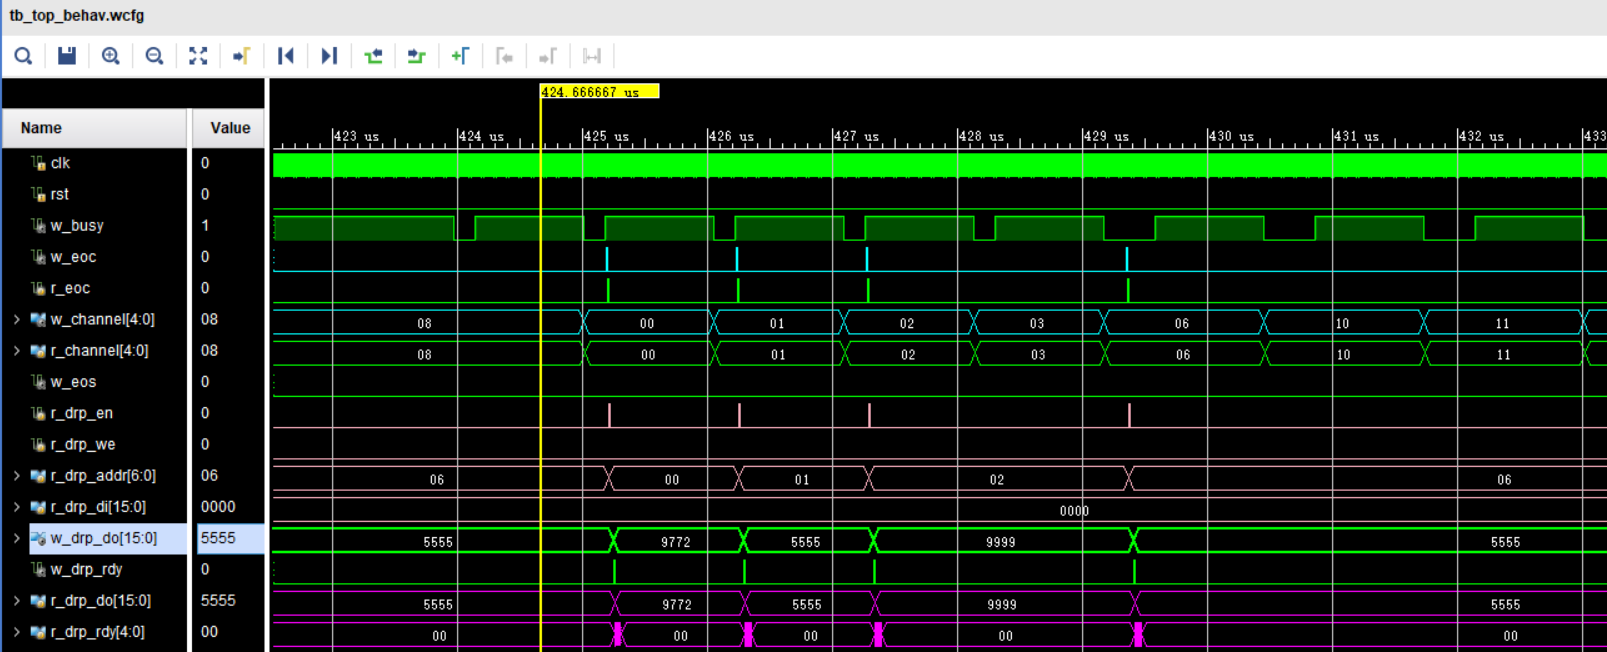 tb_top_behav.wcfg
424.666667 us
Name Value
423 us 424 us 425 us 426 us 427 us 428 us 429 us 430 us 431 us 432 us 433
clk 0
rst 0
w_busy 1
w_eoc 0
r_eoc 0
w_channel[4:0] 08 08 00 01 02 03 06 10 11
r_channel[4:0] 08 08 00 01 02 03 06 10 11
w_eos 0
r_drp_en 0
r_drp_we 0
r_drp_addr[6:0] 06 06 00 01 02 06
r_drp_di[15:0] 0000 0000
w_drp_do[15:0] 5555 5555 9772 5555 9999 5555
w_drp_rdy 0
r_drp_do[15:0] 5555 5555 9772 5555 9999 5555
r_drp_rdy[4:0] 00 00 00 00 00 00